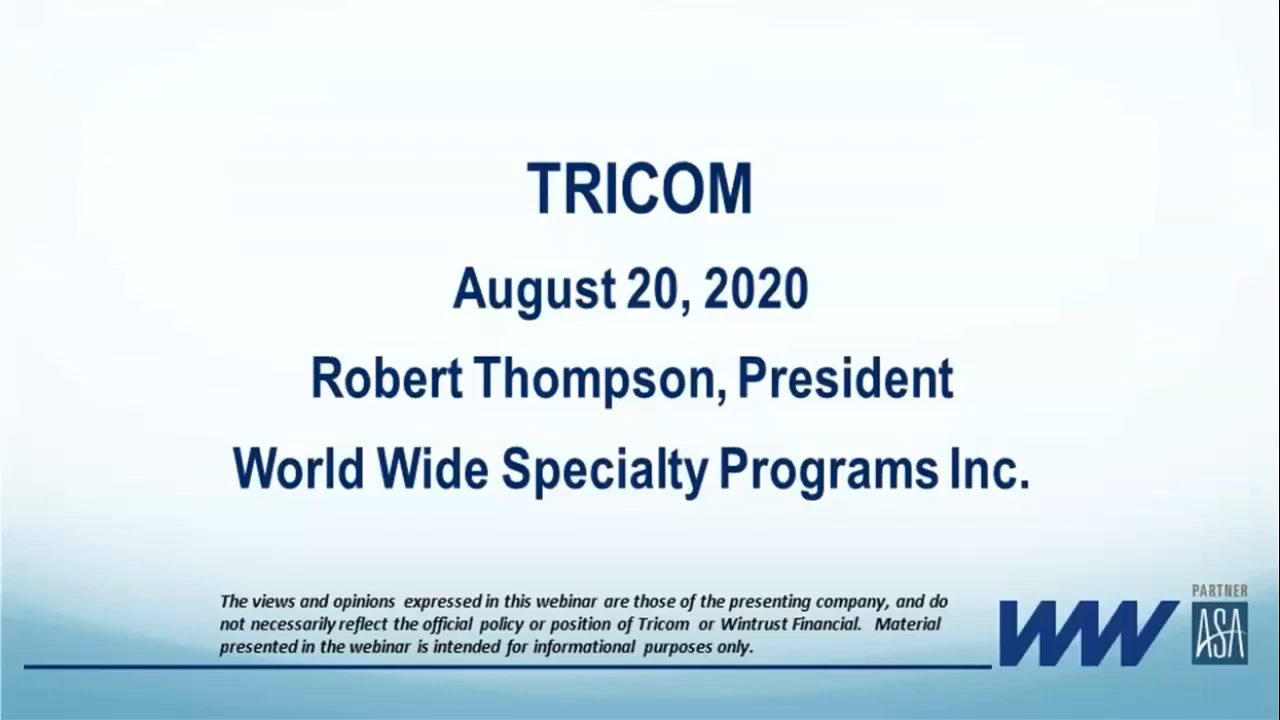 TRICOM
August 20, 2020
Robert Thompson, President
World Wide Specialty Programs Inc.
The views and opinions expressed in this webinar are those of the presenting company, and do
not necessarily reflect the official policy or position of Tricom or Wintrust Financial. Material
presented in the webinar is intended for informational purposes only.
WW
PARTNER
ASA